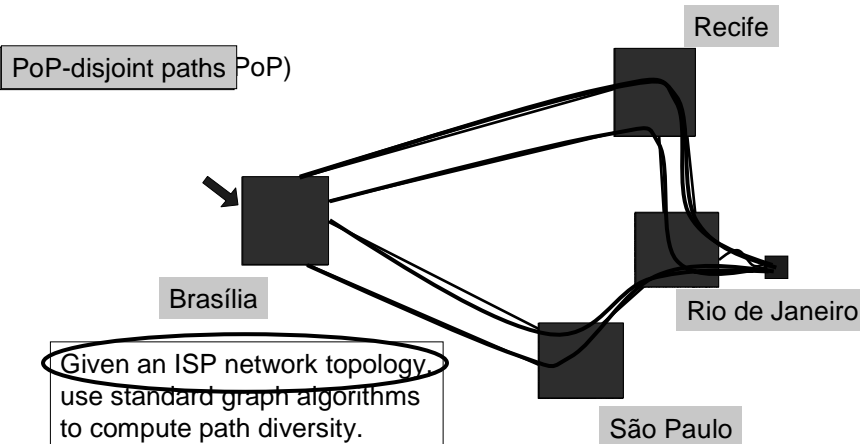 Recife
PoP-disjoint paths PoP)
Brasília
Rio de Janeiro
Given an ISP network topology,
use standard graph algorithms
to compute path diversity.
São Paulo